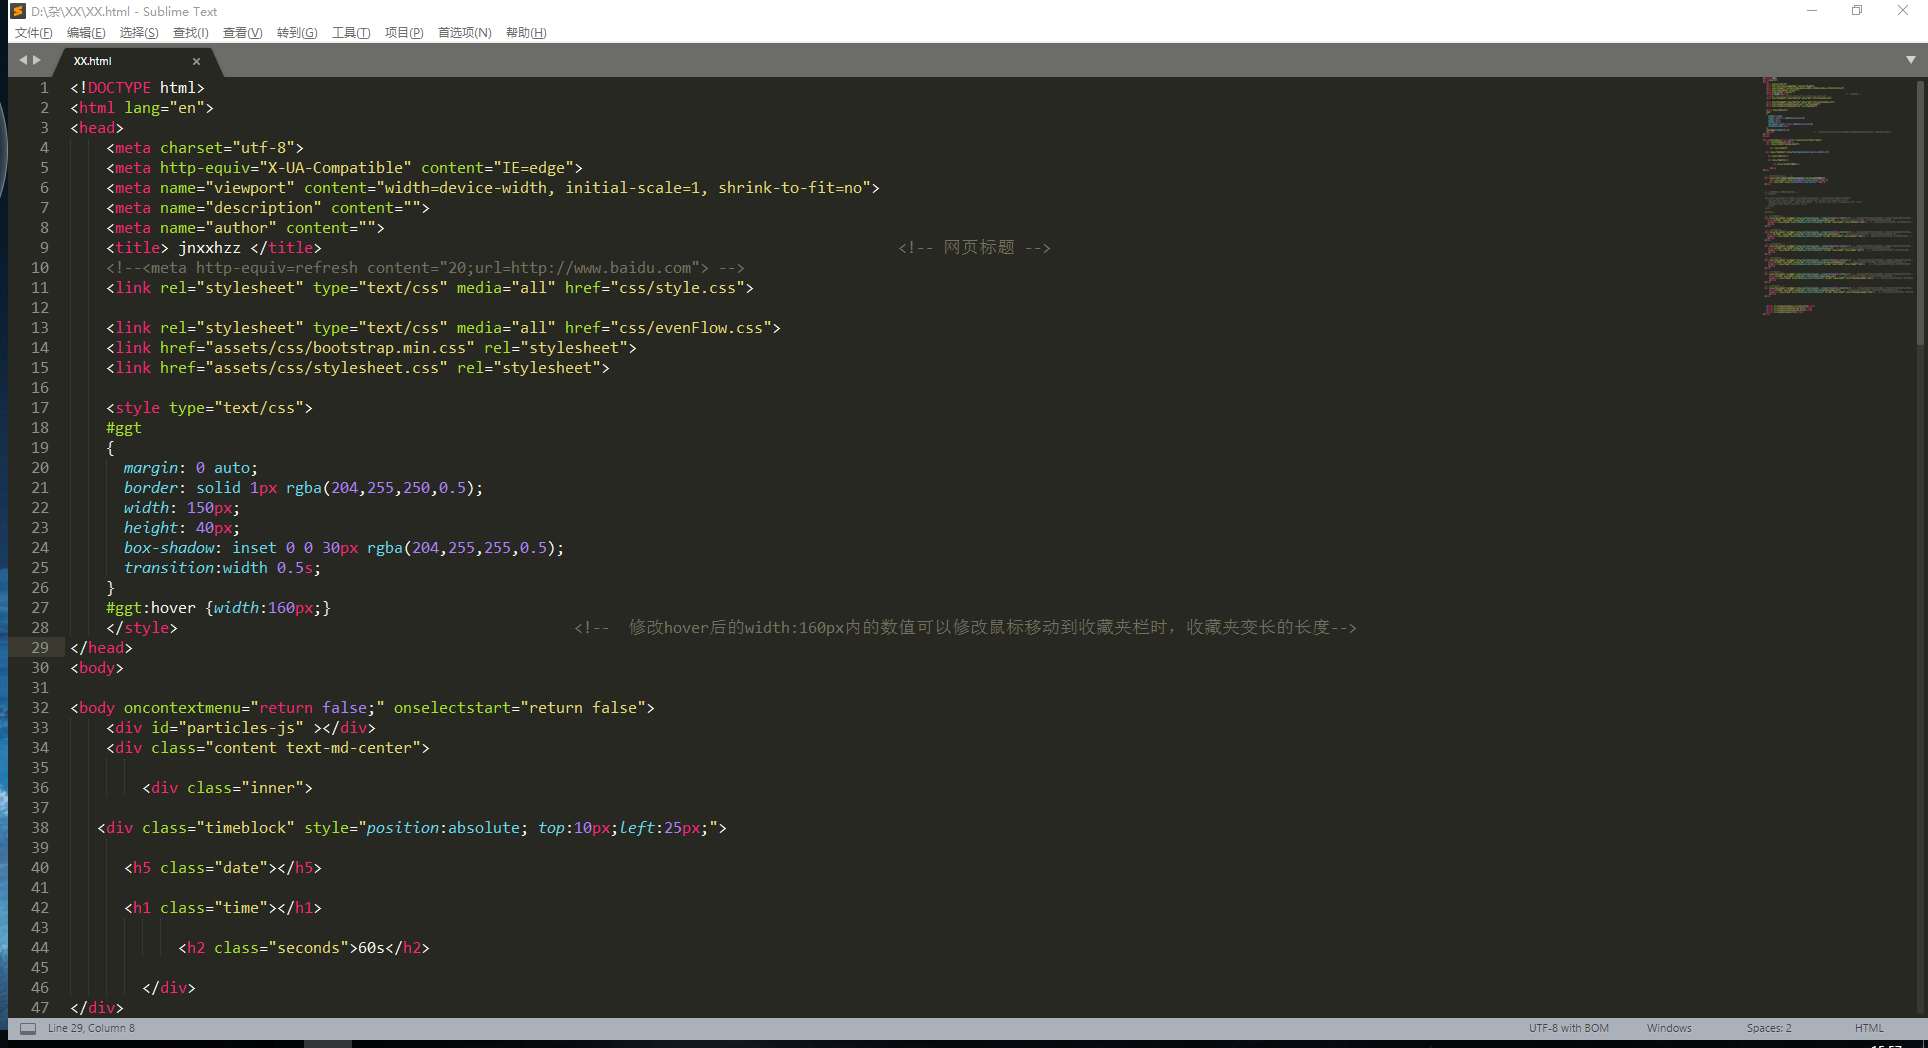 D:\杂\XX\XX.html - Sublime Text
文件(F) 编辑(E) 选择(S) 查找(I) 查看(V) 转到(G) 工具(T) 项目(P) 首选项(N) 帮助(H)
XX.html ×
1 <!DOCTYPE html>
2 <html lang="en">
3 <head>
4 <meta charset="utf-8">
5 <meta http-equiv="X-UA-Compatible" content="IE=edge">
6 <meta name="viewport" content="width=device-width, initial-scale=1, shrink-to-fit=no">
7 <meta name="description" content="">
8 <meta name="author" content="">
9 <title> jnxxhzz </title> <!-- 网页标题 -->
10 <!--<meta http-equiv=refresh content="20;url=http://www.baidu.com"> -->
11 <link rel="stylesheet" type="text/css" media="all" href="css/style.css">
12
13 <link rel="stylesheet" type="text/css" media="all" href="css/evenFlow.css">
14 <link href="assets/css/bootstrap.min.css" rel="stylesheet">
15 <link href="assets/css/stylesheet.css" rel="stylesheet">
16
17 <style type="text/css">
18 #ggt
19 {
20 margin: 0 auto;
21 border: solid 1px rgba(204,255,250,0.5);
22 width: 150px;
23 height: 40px;
24 box-shadow: inset 0 0 30px rgba(204,255,255,0.5);
25 transition:width 0.5s;
26 }
27 #ggt:hover {width:160px;}
28 </style> <!--  修改hover后的width:160px内的数值可以修改鼠标移动到收藏夹栏时，收藏夹变长的长度-->
29 </head>
30 <body>
31
32 <body oncontextmenu="return false;" onselectstart="return false">
33 <div id="particles-js" ></div>
34 <div class="content text-md-center">
35
36 <div class="inner">
37
38 <div class="timeblock" style="position:absolute; top:10px;left:25px;">
39
40 <h5 class="date"></h5>
41
42 <h1 class="time"></h1>
43
44 <h2 class="seconds">60s</h2>
45
46 </div>
47 </div>
Line 29, Column 8 UTF-8 with BOM Windows Spaces: 2 HTML